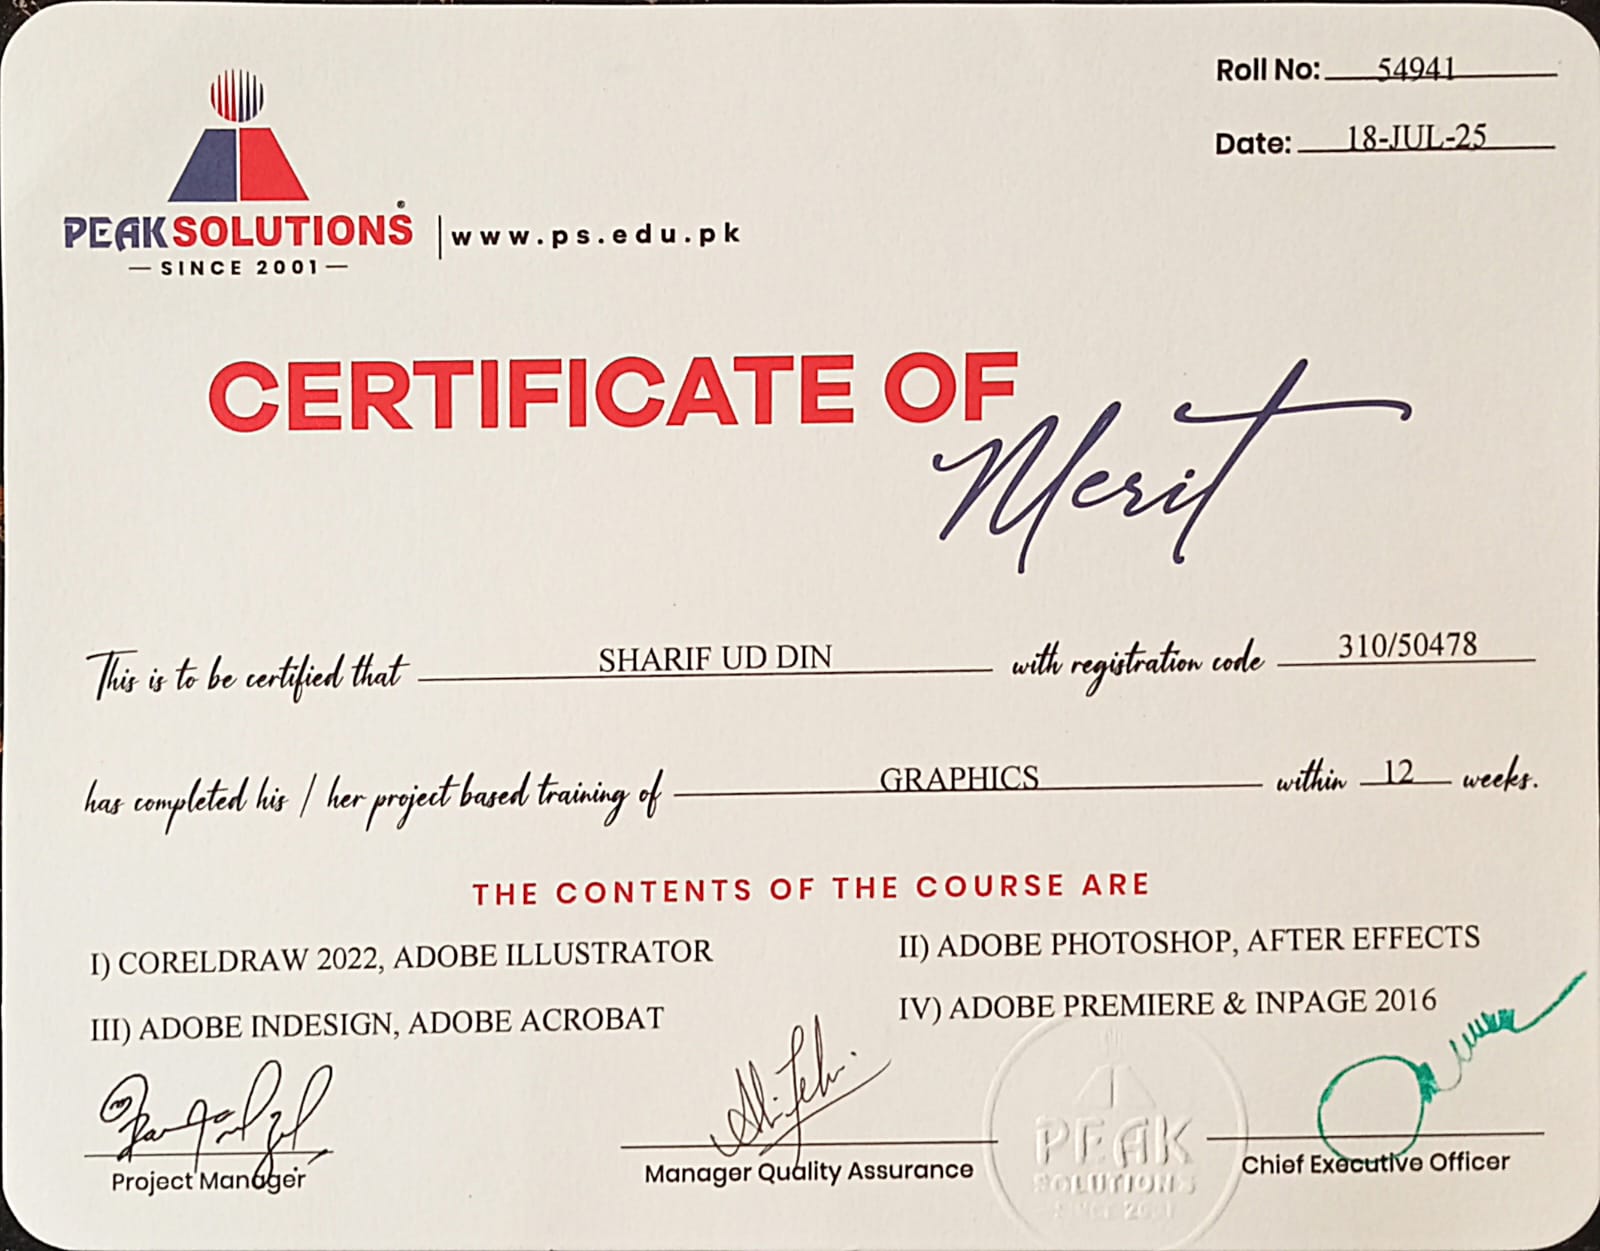 Roll No: 54941
Date: 18-JUL-25
PEAK SOLUTIONS®
SINCE 2001
www.ps.edu.pk
CERTIFICATE OF
Merit
This is to be certified that SHARIF UD DIN with registration code 310/50478
has completed his / her project based training of GRAPHICS within 12 weeks.
THE CONTENTS OF THE COURSE ARE
I) CORELDRAW 2022, ADOBE ILLUSTRATOR
II) ADOBE PHOTOSHOP, AFTER EFFECTS
III) ADOBE INDESIGN, ADOBE ACROBAT
IV) ADOBE PREMIERE & INPAGE 2016
Project Manager
Manager Quality Assurance
Chief Executive Officer
PEAK
SOLUTIONS
SINCE 2001